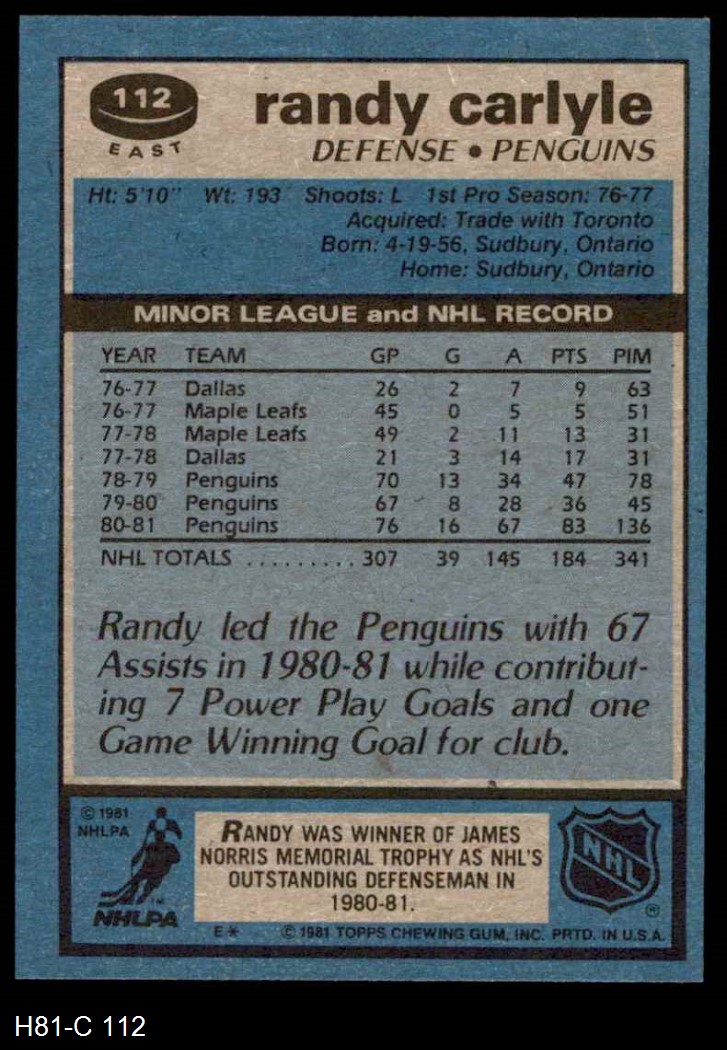 112
EAST
randy carlyle
DEFENSE • PENGUINS
Ht: 5'10" Wt: 193 Shoots: L 1st Pro Season: 76-77
Acquired: Trade with Toronto
Born: 4-19-56, Sudbury, Ontario
Home: Sudbury, Ontario
MINOR LEAGUE and NHL RECORD
YEAR TEAM GP G A PTS PIM
76-77 Dallas 26 2 7 9 63
76-77 Maple Leafs 45 0 5 5 51
77-78 Maple Leafs 49 2 11 13 31
77-78 Dallas 21 3 14 17 31
78-79 Penguins 70 13 34 47 78
79-80 Penguins 67 8 28 36 45
80-81 Penguins 76 16 67 83 136
NHL TOTALS .......... 307 39 145 184 341
Randy led the Penguins with 67
Assists in 1980-81 while contribut-
ing 7 Power Play Goals and one
Game Winning Goal for club.
© 1981
NHLPA
NHLPA
RANDY WAS WINNER OF JAMES
NORRIS MEMORIAL TROPHY AS NHL'S
OUTSTANDING DEFENSEMAN IN
1980-81.
NHL
®
E* © 1981 TOPPS CHEWING GUM, INC. PRTD. IN U.S.A.
H81-C 112